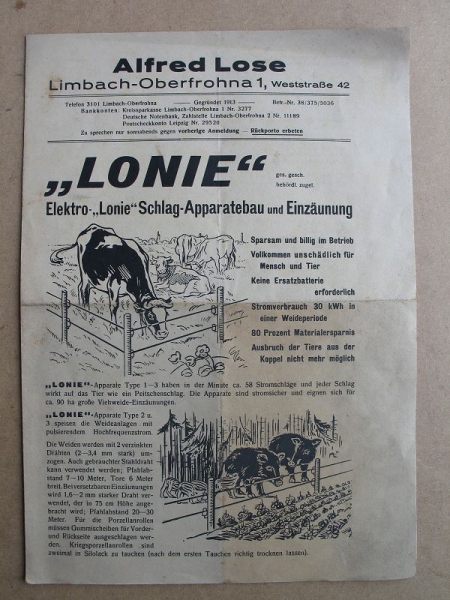 Alfred Lose
Limbach-Oberfrohna 1, Weststraße 42
Telefon 3101 Limbach-Oberfrohna — Gegründet 1913 — Betr.-Nr. 36/375/5026
Bankkonten: Kreissparkasse Limbach-Oberfrohna 1 Nr. 3277
Deutsche Notenbank, Zahlstelle Limbach-Oberfrohna 2 Nr. 11189
Postscheckkonto Leipzig Nr. 29526
Zu sprechen nur sonnabends gegen vorherige Anmeldung — Rückporto erbeten
„LONIE“
ges. gesch.
behördl. zugel.
Elektro-„Lonie“ Schlag-Apparatebau und Einzäunung
Sparsam und billig im Betrieb
Vollkommen unschädlich für
Mensch und Tier
Keine Ersatzbatterie
erforderlich
Stromverbrauch 30 kWh in
einer Weideperiode
80 Prozent Materialersparnis
Ausbruch der Tiere aus der
Koppel nicht mehr möglich
„LONIE“-Apparate Type 1—3 haben in der Minute ca. 58 Stromschläge und jeder Schlag
wirkt auf das Tier wie ein Peitschenschlag. Die Apparate sind stromsicher und eignen sich für
ca. 90 ha große Viehweide-Einzäunungen.
„LONIE“-Apparate Type 2 u.
3 speisen die Weideanlagen mit
pulsierendem Hochfrequenzstrom.
Die Weiden werden mit 2 verzinkten
Drähten (2—3,4 mm stark) um-
zogen. Auch gebrauchter Stahldraht
kann verwendet werden; Pfahlab-
stand 7—10 Meter, Tore 6 Meter
breit. Bei versetzbaren Einzäunungen
wird 1,6—2 mm starker Draht ver-
wendet, der in 75 cm Höhe ange-
bracht wird; Pfahlabstand 20—30
Meter. Für die Porzellanrollen
müssen Gummischeiben für Vorder-
und Rückseite ausgeschlagen wer-
den. Kriegsporzellanrollen sind
zweimal in Silolack zu tauchen (nach dem ersten Tauchen richtig trocknen lassen).